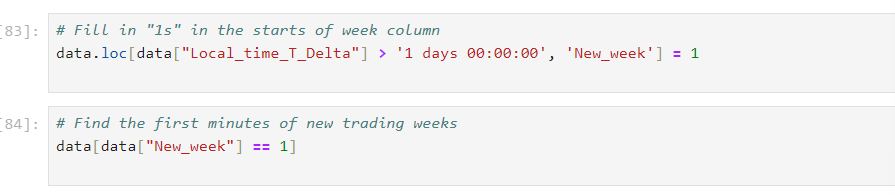 [83]: # Fill in "1s" in the starts of week column
data.loc[data["Local_time_T_Delta"] > '1 days 00:00:00', 'New_week'] = 1
[84]: # Find the first minutes of new trading weeks
data[data["New_week"] == 1]